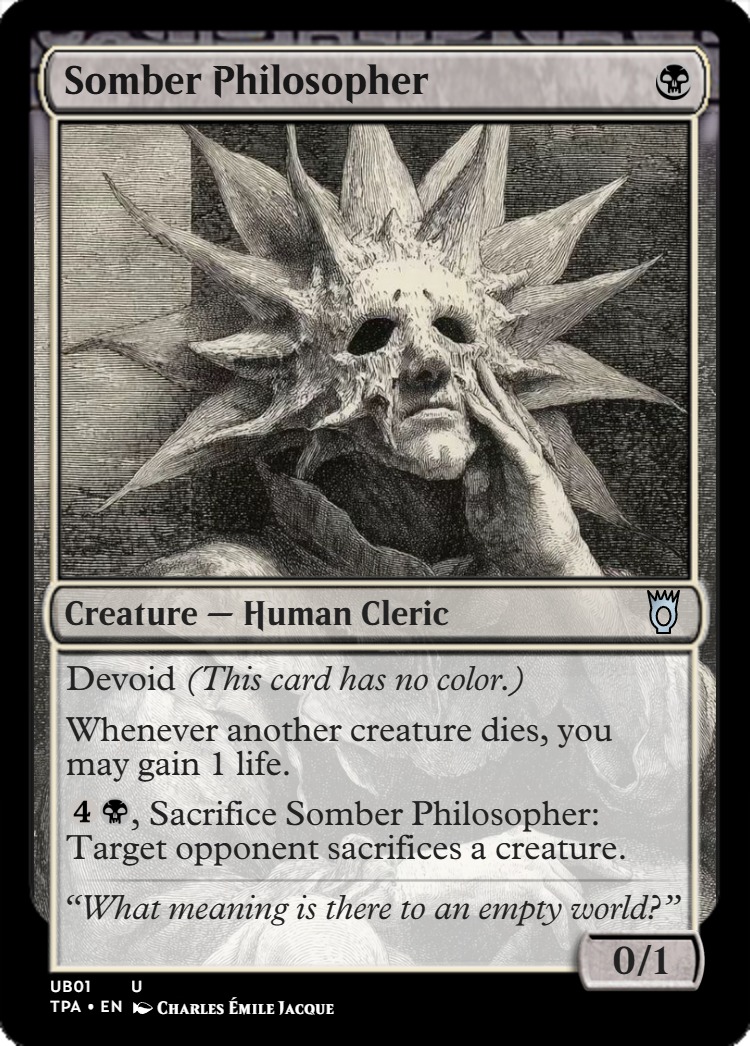 Somber Philosopher
Creature — Human Cleric
Devoid (This card has no color.)
Whenever another creature dies, you
may gain 1 life.
4 , Sacrifice Somber Philosopher:
Target opponent sacrifices a creature.
“What meaning is there to an empty world?”
0/1
UB01 U
TPA • EN Charles Émile Jacque